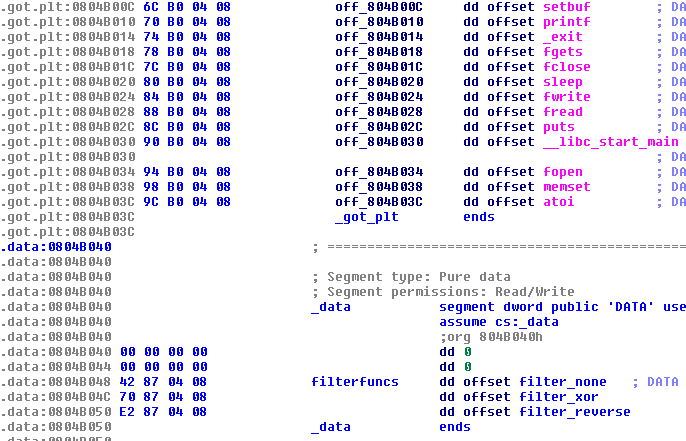 .got.plt:0804B00C 6C B0 04 08 off_804B00C dd offset setbuf ; DA
.got.plt:0804B010 70 B0 04 08 off_804B010 dd offset printf ; DA
.got.plt:0804B014 74 B0 04 08 off_804B014 dd offset _exit ; DA
.got.plt:0804B018 78 B0 04 08 off_804B018 dd offset fgets ; DA
.got.plt:0804B01C 7C B0 04 08 off_804B01C dd offset fclose ; DA
.got.plt:0804B020 80 B0 04 08 off_804B020 dd offset sleep ; DA
.got.plt:0804B024 84 B0 04 08 off_804B024 dd offset fwrite ; DA
.got.plt:0804B028 88 B0 04 08 off_804B028 dd offset fread ; DA
.got.plt:0804B02C 8C B0 04 08 off_804B02C dd offset puts ; DA
.got.plt:0804B030 90 B0 04 08 off_804B030 dd offset __libc_start_main
.got.plt:0804B030 ; DA
.got.plt:0804B034 94 B0 04 08 off_804B034 dd offset fopen ; DA
.got.plt:0804B038 98 B0 04 08 off_804B038 dd offset memset ; DA
.got.plt:0804B03C 9C B0 04 08 off_804B03C dd offset atoi ; DA
.got.plt:0804B03C _got_plt ends
.got.plt:0804B03C
.data:0804B040 ; =============================================
.data:0804B040
.data:0804B040 ; Segment type: Pure data
.data:0804B040 ; Segment permissions: Read/Write
.data:0804B040 _data segment dword public 'DATA' use
.data:0804B040 assume cs:_data
.data:0804B040 ;org 804B040h
.data:0804B040 00 00 00 00 dd 0
.data:0804B044 00 00 00 00 dd 0
.data:0804B048 42 87 04 08 filterfuncs dd offset filter_none ; DATA
.data:0804B04C 70 87 04 08 dd offset filter_xor
.data:0804B050 E2 87 04 08 dd offset filter_reverse
.data:0804B050 _data ends